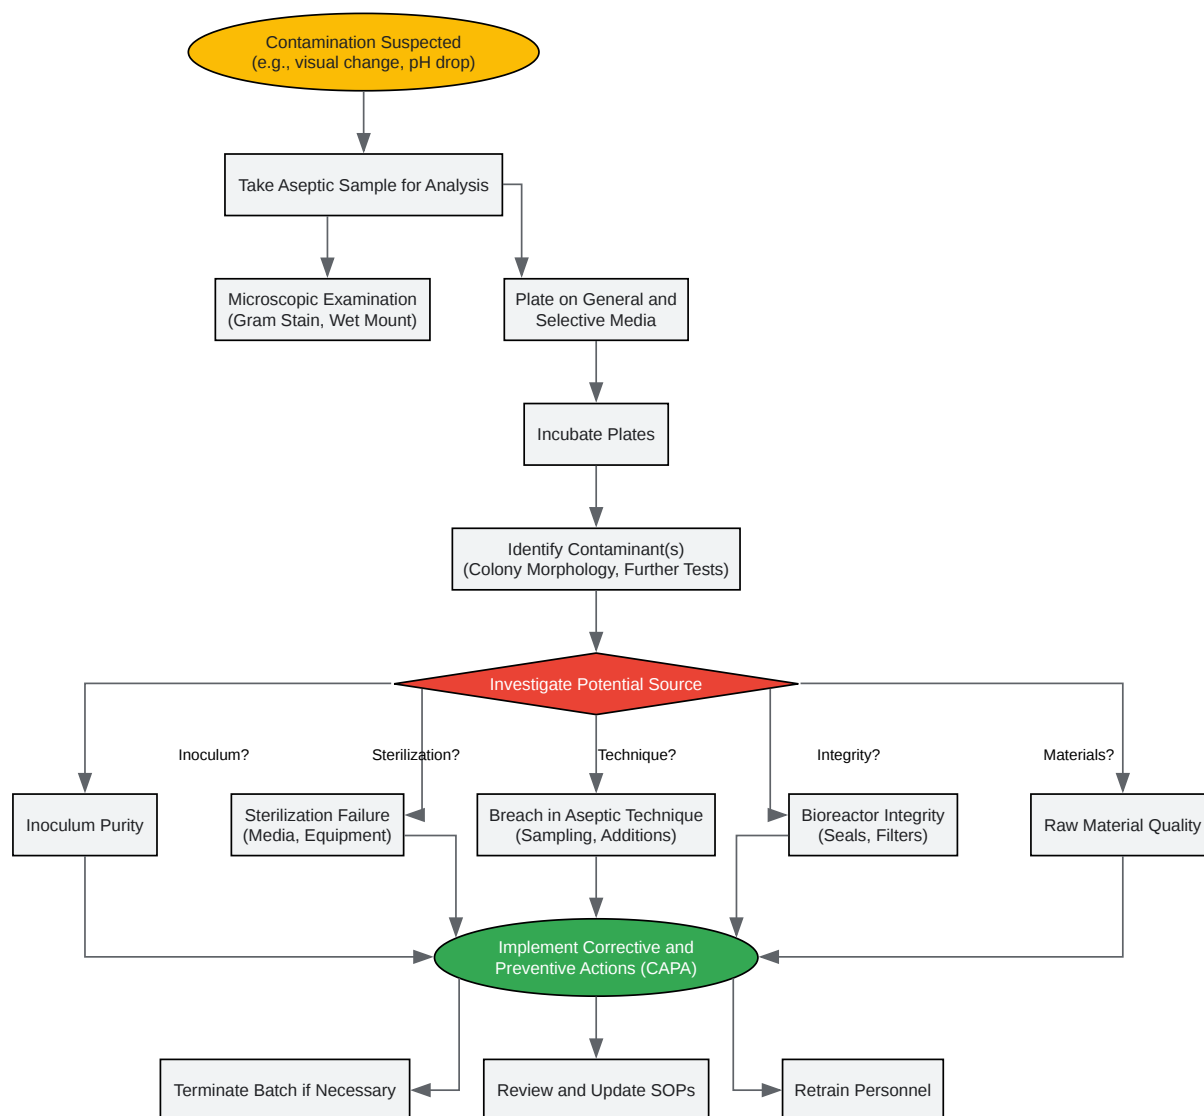 Contamination Suspected
(e.g., visual change, pH drop)
Take Aseptic Sample for Analysis
Microscopic Examination
(Gram Stain, Wet Mount)
Plate on General and
Selective Media
Incubate Plates
Identify Contaminant(s)
(Colony Morphology, Further Tests)
Investigate Potential Source
Inoculum?
Sterilization?
Technique?
Integrity?
Materials?
Inoculum Purity
Sterilization Failure
(Media, Equipment)
Breach in Aseptic Technique
(Sampling, Additions)
Bioreactor Integrity
(Seals, Filters)
Raw Material Quality
Implement Corrective and
Preventive Actions (CAPA)
Terminate Batch if Necessary
Review and Update SOPs
Retrain Personnel